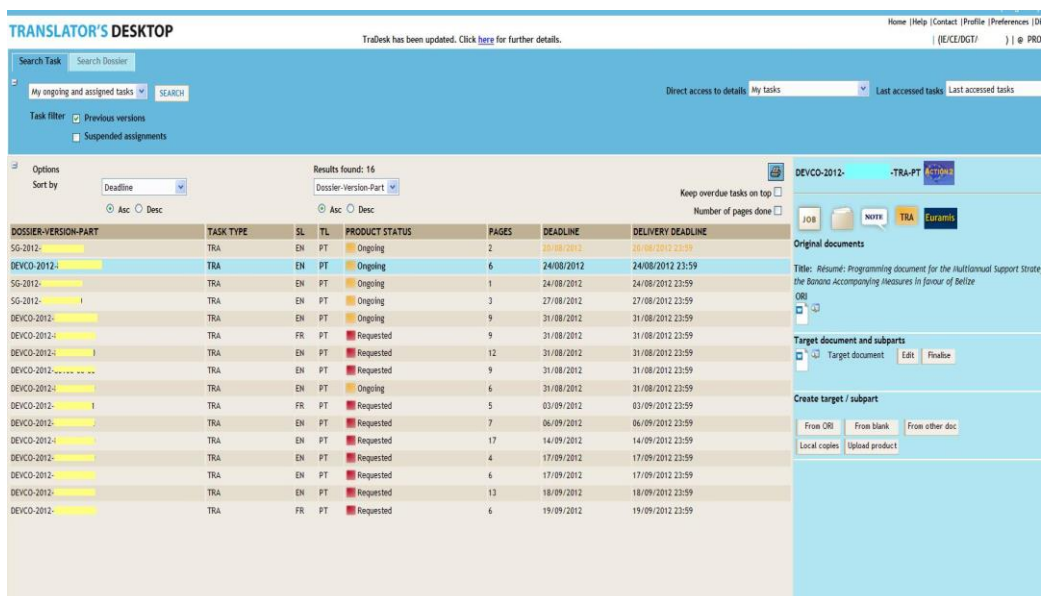 Home |Help |Contact |Profile |Preferences |Di
TRANSLATOR'S DESKTOP
TraDesk has been updated. Click here for further details.
| (IE/CE/DGT/ ) | @ PRO
Search Task Search Dossier
My ongoing and assigned tasks SEARCH
Direct access to details My tasks Last accessed tasks Last accessed tasks
Task filter Previous versions
Suspended assignments
Options Results found: 16
Sort by Deadline Dossier-Version-Part
Keep overdue tasks on top
Asc Desc Asc Desc Number of pages done
DOSSIER-VERSION-PART TASK TYPE SL TL PRODUCT STATUS PAGES DEADLINE DELIVERY DEADLINE
SG-2012- TRA EN PT Ongoing 2 20/08/2012 20/08/2012 23:59
DEVCO-2012- TRA EN PT Ongoing 6 24/08/2012 24/08/2012 23:59
SG-2012- TRA EN PT Ongoing 1 24/08/2012 24/08/2012 23:59
SG-2012- TRA EN PT Ongoing 3 27/08/2012 27/08/2012 23:59
DEVCO-2012- TRA EN PT Ongoing 9 31/08/2012 31/08/2012 23:59
DEVCO-2012- TRA FR PT Requested 9 31/08/2012 31/08/2012 23:59
DEVCO-2012- TRA EN PT Requested 12 31/08/2012 31/08/2012 23:59
DEVCO-2012- TRA EN PT Requested 9 31/08/2012 31/08/2012 23:59
DEVCO-2012- TRA EN PT Ongoing 6 31/08/2012 31/08/2012 23:59
DEVCO-2012- TRA FR PT Requested 5 03/09/2012 03/09/2012 23:59
DEVCO-2012- TRA EN PT Requested 7 06/09/2012 06/09/2012 23:59
DEVCO-2012- TRA EN PT Requested 17 14/09/2012 14/09/2012 23:59
DEVCO-2012- TRA EN PT Requested 4 17/09/2012 17/09/2012 23:59
DEVCO-2012- TRA EN PT Requested 6 17/09/2012 17/09/2012 23:59
DEVCO-2012- TRA EN PT Requested 13 18/09/2012 18/09/2012 23:59
DEVCO-2012- TRA FR PT Requested 6 19/09/2012 19/09/2012 23:59
DEVCO-2012- -TRA-PT
JOB NOTE TRA Euramis
Original documents
Title: Résumé: Programming document for the Multiannual Support Strate
the Banana Accompanying Measures in favour of Belize
ORI
Target document and subparts
Target document Edit Finalise
Create target / subpart
From ORI From blank From other doc
Local copies Upload product